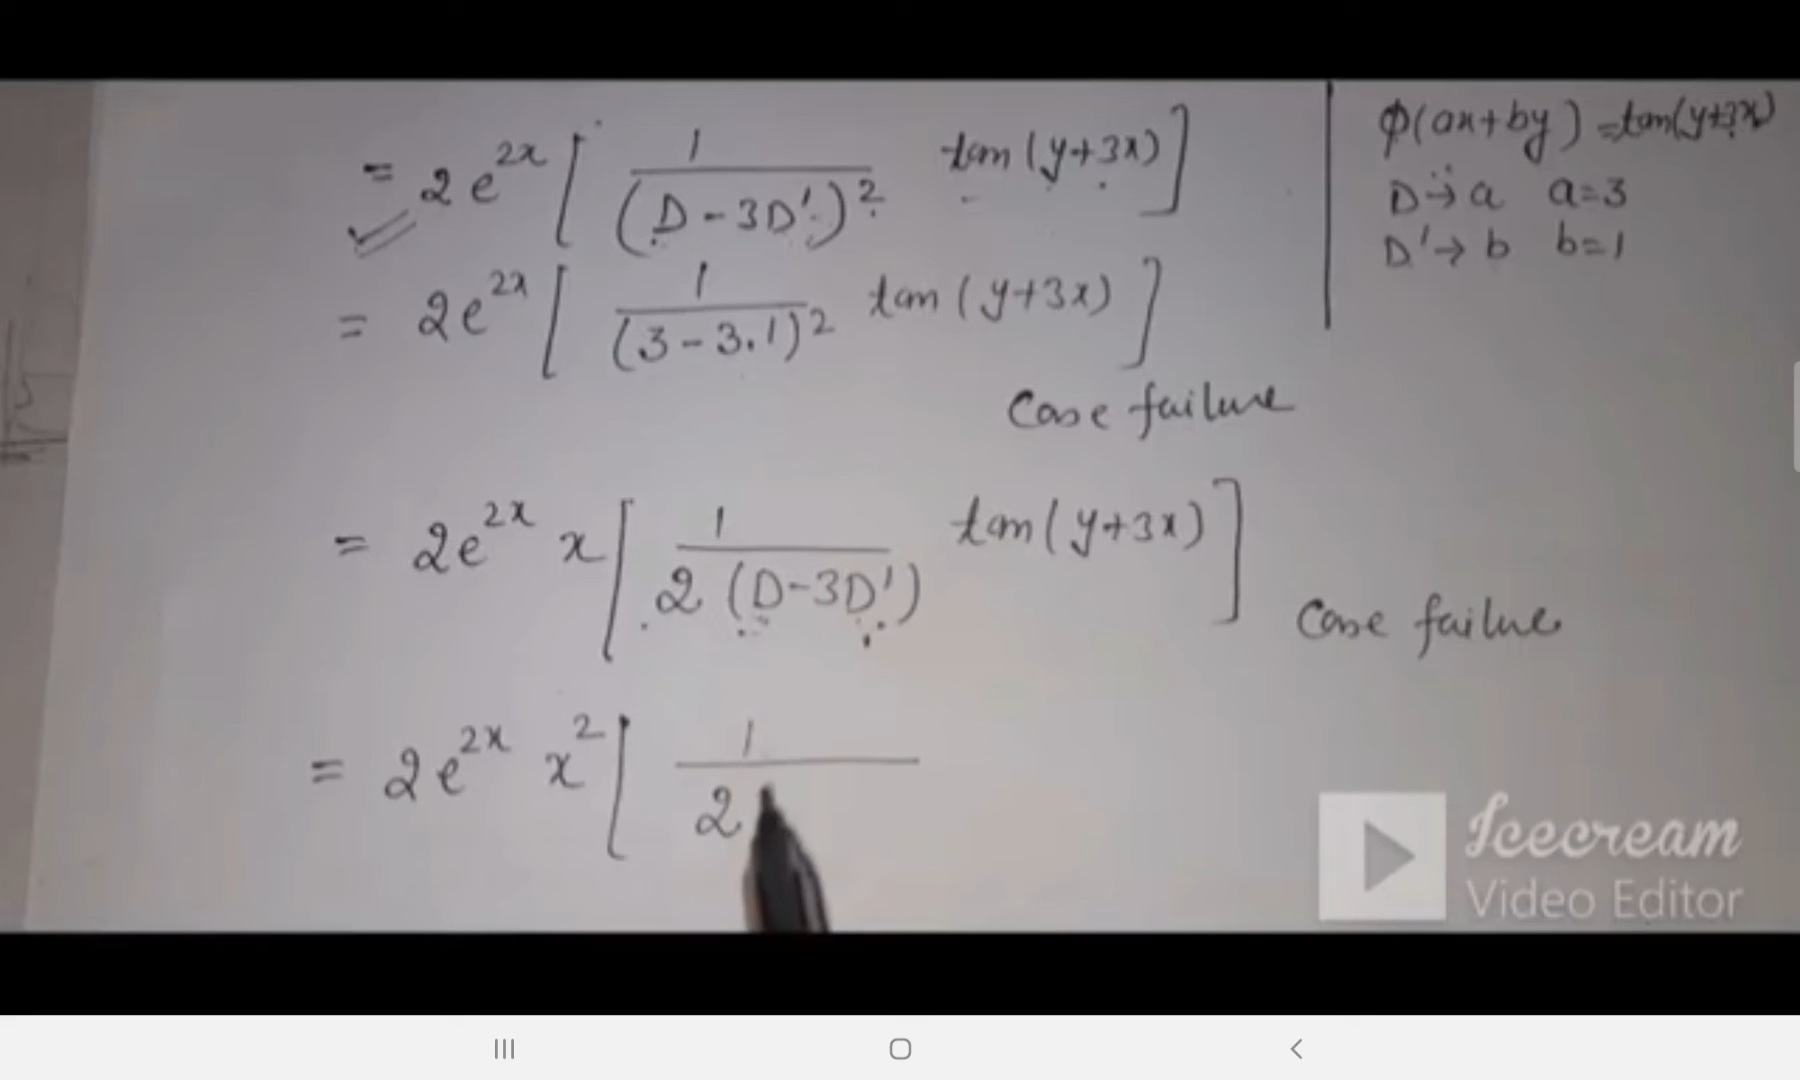 = 2e^{2x} [ 1/(D-3D')^2 tan(y+3x) ]
φ(ax+by) = tan(y+3x)
D → a a=3
D' → b b=1
= 2e^{2x} [ 1/(3-3.1)^2 tan(y+3x) ]
Case failure
= 2e^{2x} x [ 1/2(D-3D') tan(y+3x) ]
Case failure
= 2e^{2x} x^2 [ 1/2
Icecream
Video Editor